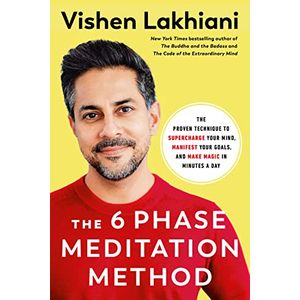 Vishen Lakhiani
New York Times bestselling author of
The Buddha and the Badass and
The Code of the Extraordinary Mind
THE
PROVEN TECHNIQUE TO
SUPERCHARGE YOUR MIND,
MANIFEST YOUR GOALS,
AND MAKE MAGIC IN
MINUTES A DAY
THE 6 PHASE
MEDITATION
METHOD